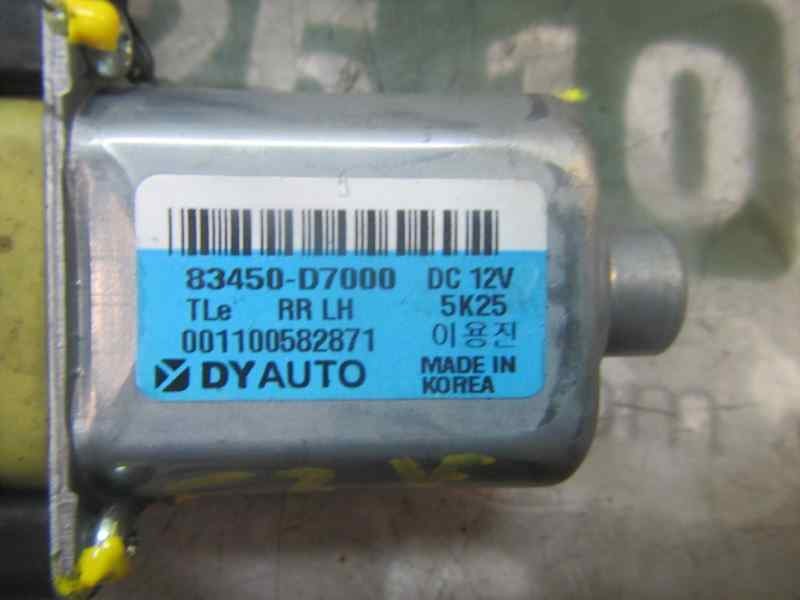 83450-D7000 DC 12V
TLe RR LH 5K25
001100582871 이용진
DYAUTO MADE IN KOREA